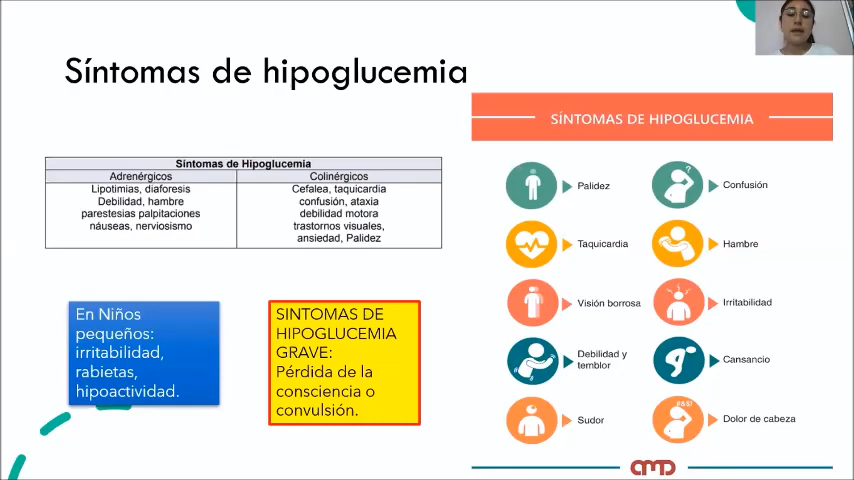 Síntomas de hipoglucemia
Síntomas de Hipoglucemia
Adrenérgicos
Lipotimias, diaforesis
Debilidad, hambre
parestesias palpitaciones
náuseas, nerviosismo
Colinérgicos
Cefalea, taquicardia
confusión, ataxia
debilidad motora
trastornos visuales,
ansiedad, Palidez
En Niños
pequeños:
irritabilidad,
rabietas,
hipoactividad.
SINTOMAS DE
HIPOGLUCEMIA
GRAVE:
Pérdida de la
consciencia o
convulsión.
SÍNTOMAS DE HIPOGLUCEMIA
Palidez
Confusión
?
Taquicardia
Hambre
Visión borrosa
Irritabilidad
Debilidad y
temblor
Cansancio
Sudor
Dolor de cabeza